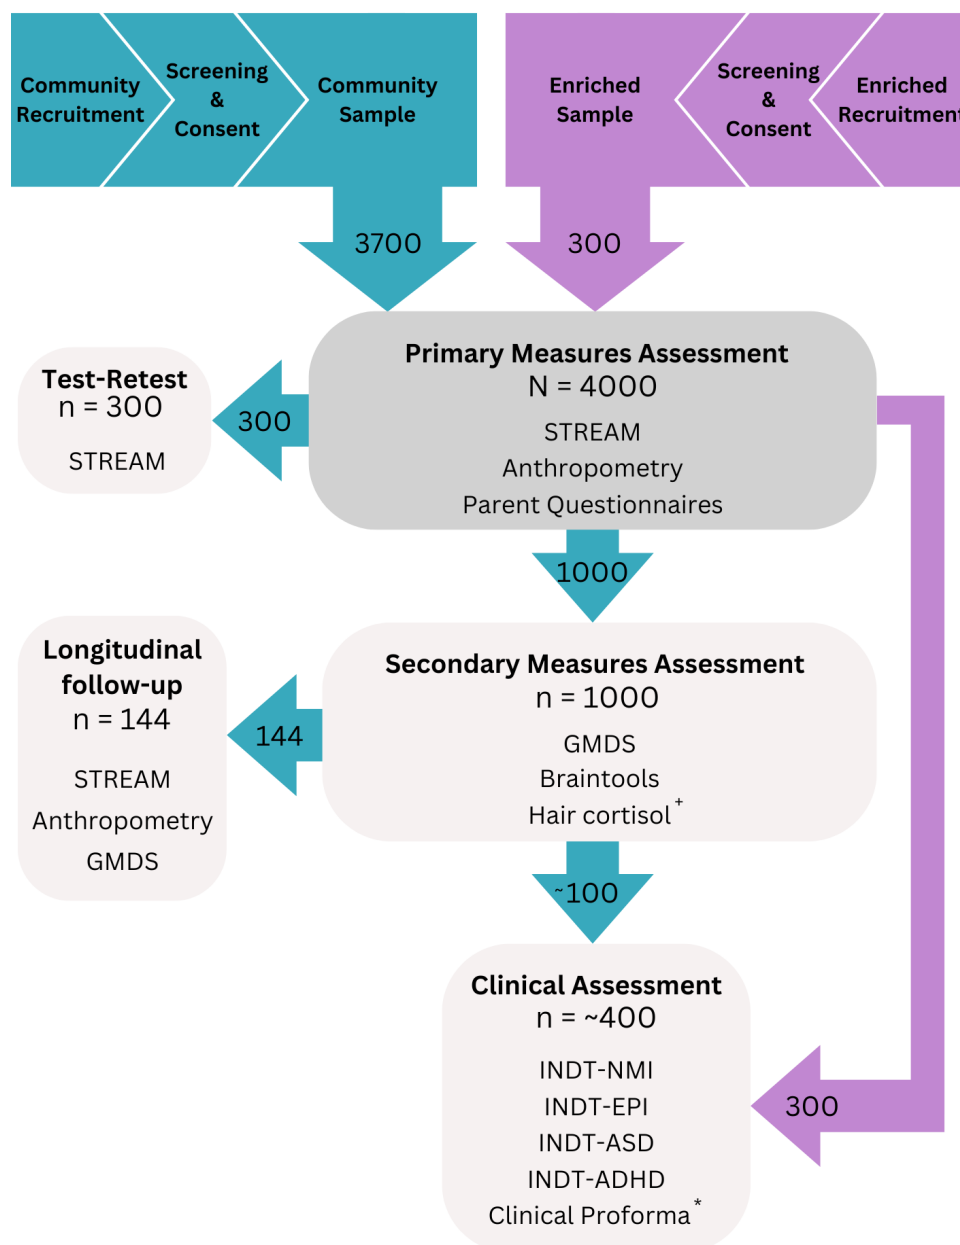 Community
Recruitment
Screening
&
Consent
Community
Sample
Enriched
Sample
Screening
&
Consent
Enriched
Recruitment
3700
300
Primary Measures Assessment
N = 4000
STREAM
Anthropometry
Parent Questionnaires
Test-Retest
n = 300
STREAM
300
1000
Longitudinal
follow-up
n = 144
STREAM
Anthropometry
GMDS
144
Secondary Measures Assessment
n = 1000
GMDS
Braintools
Hair cortisol +
~100
Clinical Assessment
n = ~400
INDT-NMI
INDT-EPI
INDT-ASD
INDT-ADHD
Clinical Proforma *
300